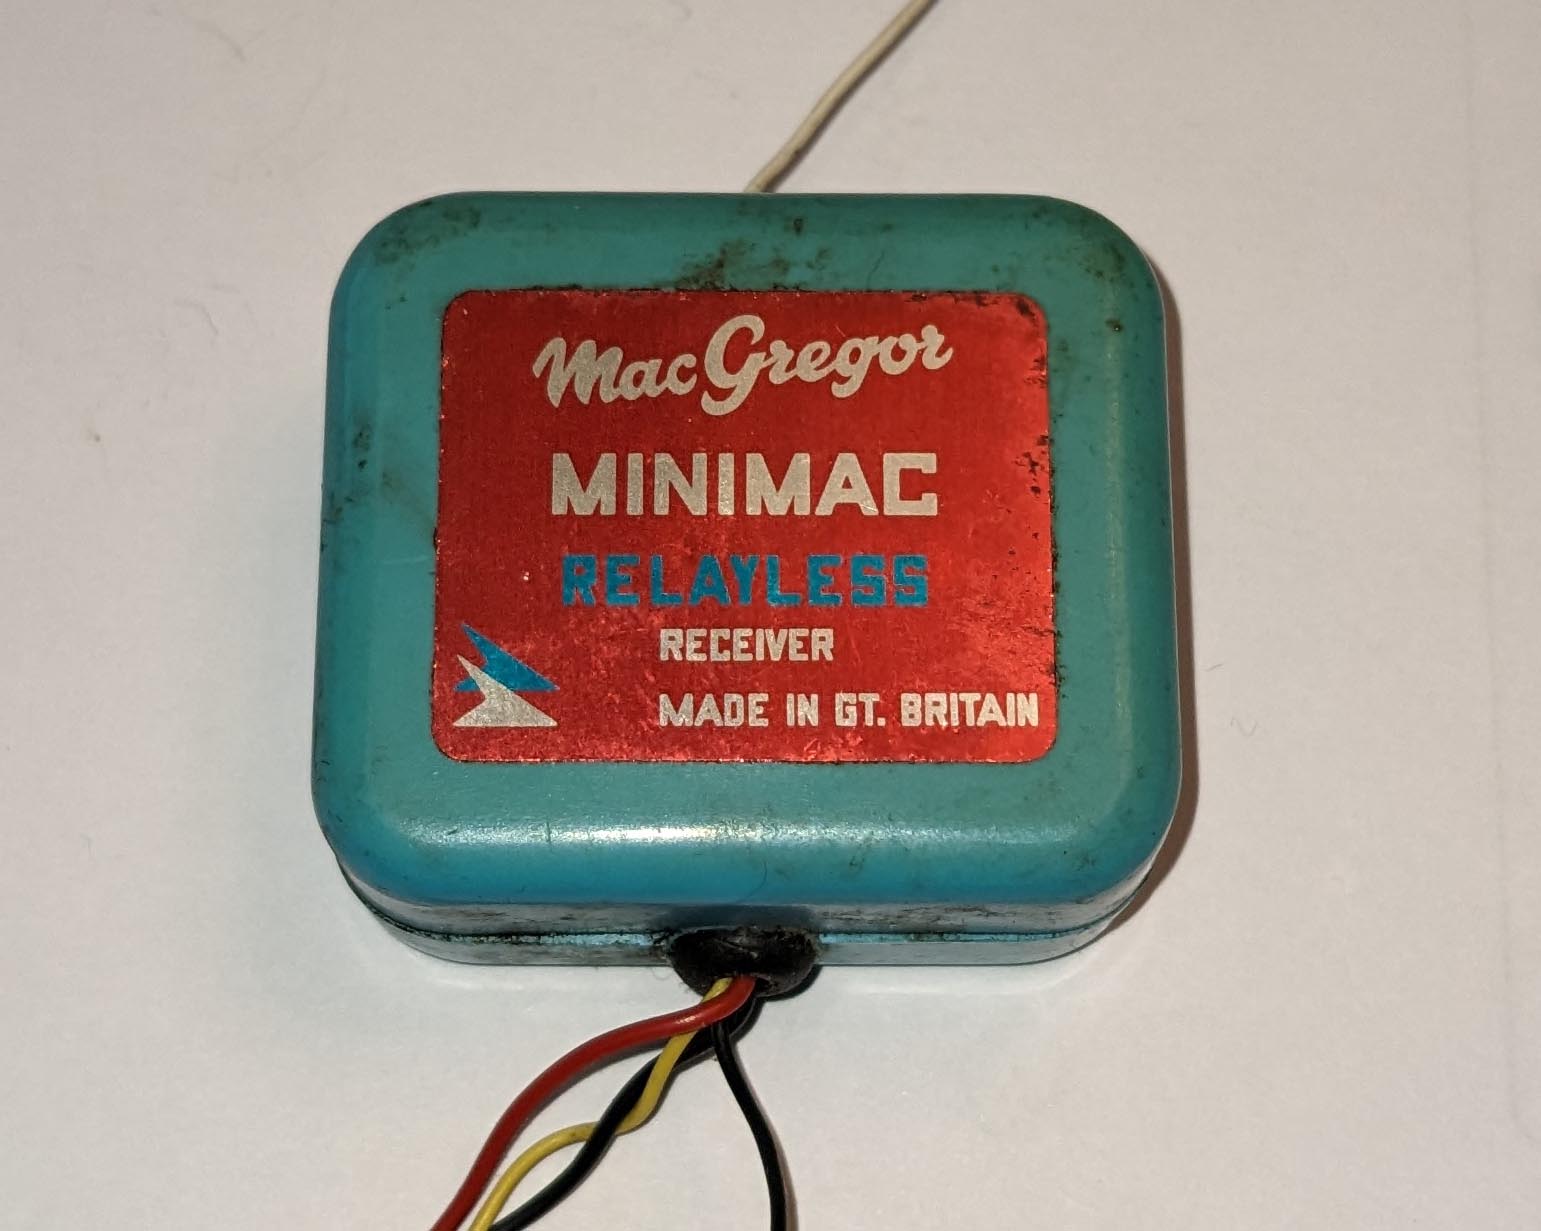 MacGregor
MINIMAC
RELAYLESS
RECEIVER
MADE IN GT. BRITAIN